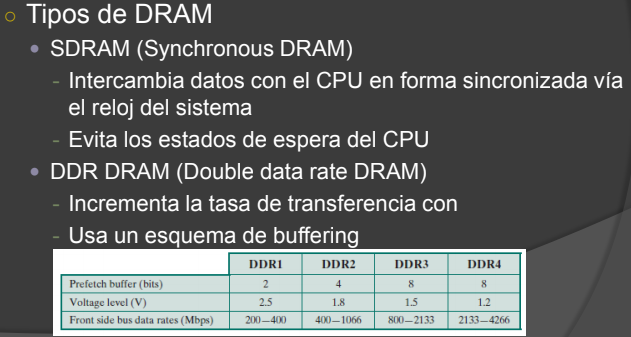 Tipos de DRAM
SDRAM (Synchronous DRAM)
- Intercambia datos con el CPU en forma sincronizada vía
el reloj del sistema
- Evita los estados de espera del CPU
DDR DRAM (Double data rate DRAM)
- Incrementa la tasa de transferencia con
- Usa un esquema de buffering
DDR1 DDR2 DDR3 DDR4
Prefetch buffer (bits) 2 4 8 8
Voltage level (V) 2.5 1.8 1.5 1.2
Front side bus data rates (Mbps) 200—400 400—1066 800—2133 2133—4266